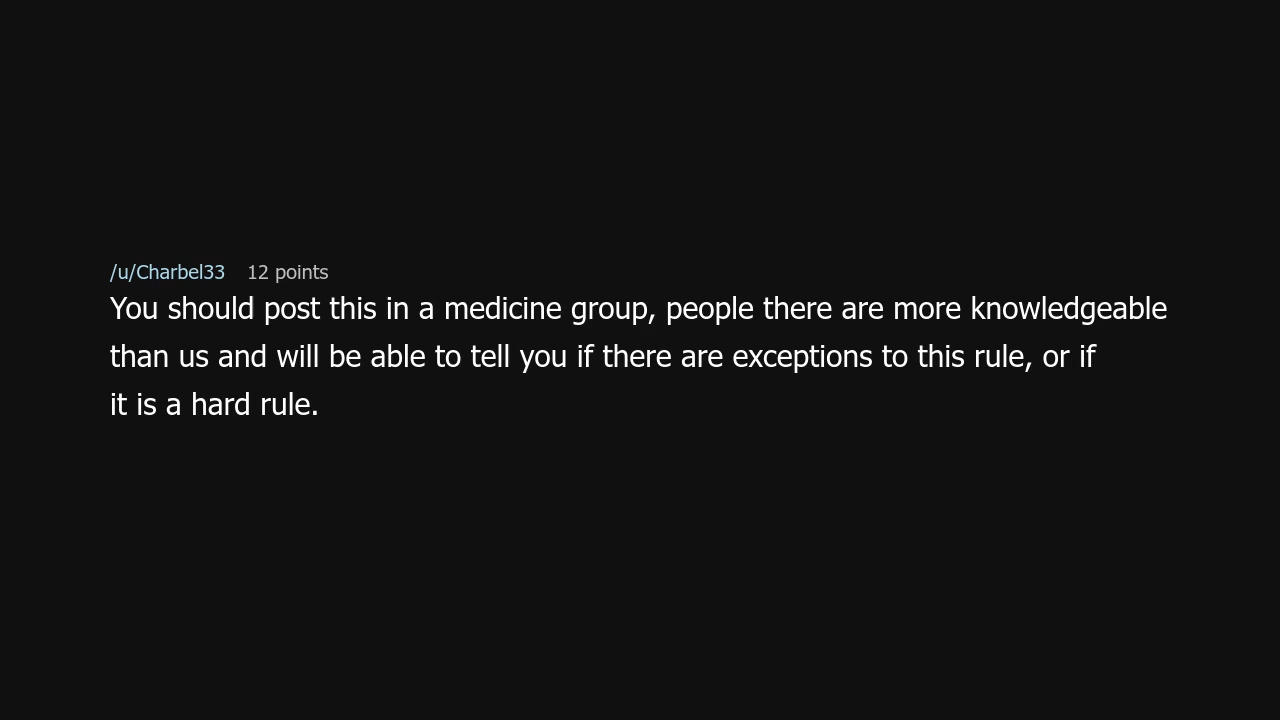 /u/Charbel33 12 points
You should post this in a medicine group, people there are more knowledgeable
than us and will be able to tell you if there are exceptions to this rule, or if
it is a hard rule.